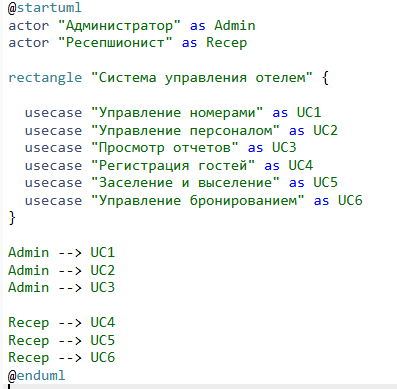 @startuml
actor "Администратор" as Admin
actor "Ресепшионист" as Recep
rectangle "Система управления отелем" {
usecase "Управление номерами" as UC1
usecase "Управление персоналом" as UC2
usecase "Просмотр отчетов" as UC3
usecase "Регистрация гостей" as UC4
usecase "Заселение и выселение" as UC5
usecase "Управление бронированием" as UC6
}
Admin --> UC1
Admin --> UC2
Admin --> UC3
Recep --> UC4
Recep --> UC5
Recep --> UC6
@enduml